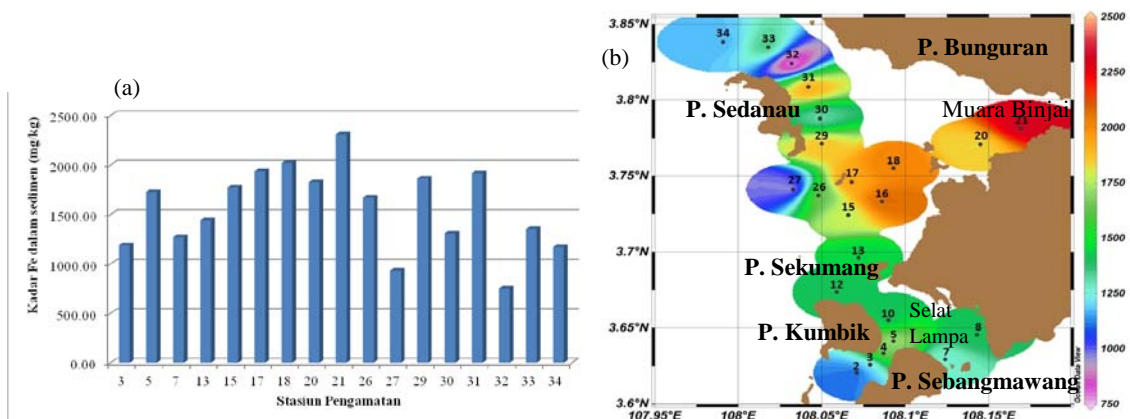 (a)
Kadar Fe dalam sedimen (mg/kg)
2500.00
2000.00
1500.00
1000.00
500.00
0.00
3 5 7 13 15 17 18 20 21 26 27 29 30 31 32 33 34
Stasiun Pengamatan
(b)
3.85°N
3.8°N
3.75°N
3.7°N
3.65°N
3.6°N
107.95°E 108°E 108.05°E 108.1°E 108.15°E
34
33
32
P. Bunguran
31
P. Sedanau
Muara Binjai
30
21
29
20
18
17
27
26
16
15
13
P. Sekumang
12
10
Selat
Lampa
P. Kumbik
5
8
4
3
7
2
P. Sebangmawang
2500
2250
2000
1750
1500
1250
1000
750
Ocean Data View